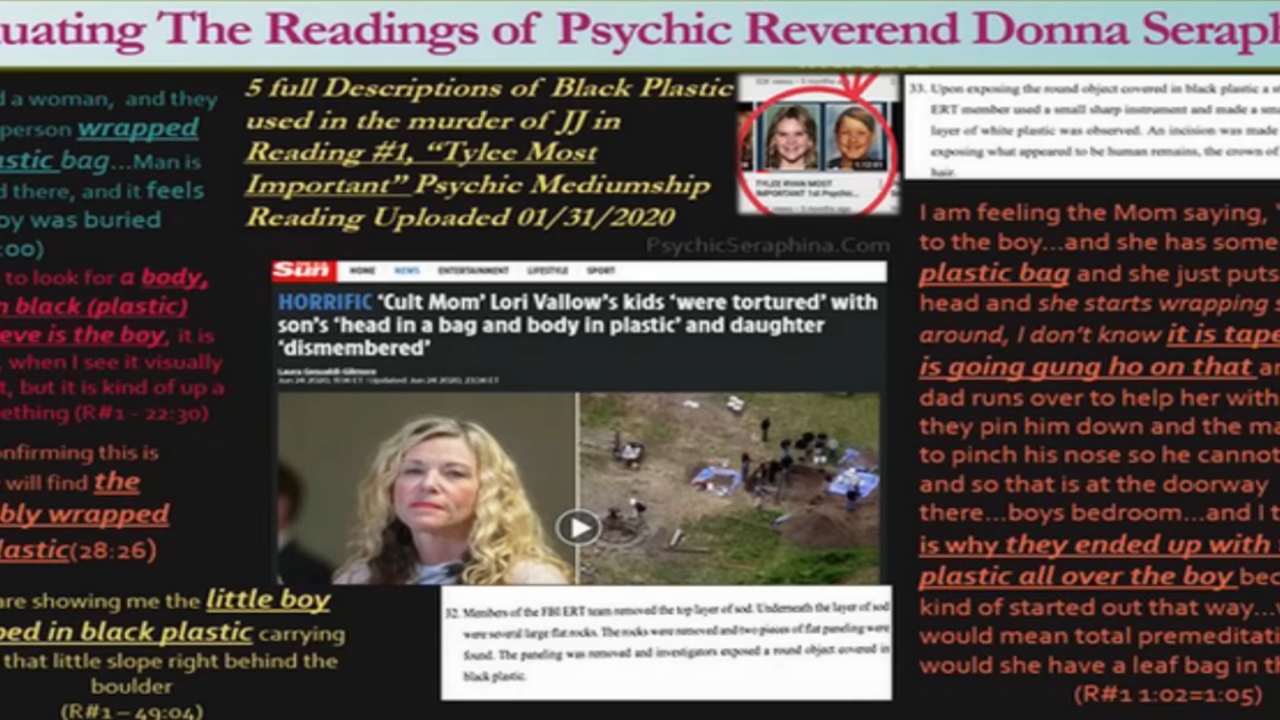 uating The Readings of Psychic Reverend Donna Seraph
d a woman, and they
person wrapped
astic bag...Man is
d there, and it feels
oy was buried
:00)
to look for a body,
n black (plastic)
eve is the boy, it is
, when I see it visually
t, but it is kind of up a
nething (R#1 - 22:30)
onfirming this is
will find the
bly wrapped
lastic(28:26)
are showing me the little boy
ped in black plastic carrying
that little slope right behind the
boulder
(R#1 – 49:04)
5 full Descriptions of Black Plastic
used in the murder of JJ in
Reading #1, “Tylee Most
Important” Psychic Mediumship
Reading Uploaded 01/31/2020
TYLEE RYAN MOST
IMPORTANT 1st Psychic...
PsychicSeraphina.Com
Sun HOME NEWS ENTERTAINMENT LIFESTYLE SPORT
HORRIFIC ‘Cult Mom’ Lori Vallow’s kids ‘were tortured’ with
son’s ‘head in a bag and body in plastic’ and daughter
‘dismembered’
32. Members of the FBI ERT team removed the top layer of sod. Underneath the layer of sod
were several large flat rocks. The rocks were removed and two pieces of flat paneling were
found. The paneling was removed and investigators exposed a round object covered in
black plastic.
33. Upon exposing the round object covered in black plastic a s
ERT member used a small sharp instrument and made a sm
layer of white plastic was observed. An incision was made
exposing what appeared to be human remains, the crown of
hair.
I am feeling the Mom saying,
to the boy...and she has some
plastic bag and she just puts
head and she starts wrapping
around, I don’t know it is tape
is going gung ho on that a
dad runs over to help her with
they pin him down and the ma
to pinch his nose so he cannot
and so that is at the doorway
there...boys bedroom...and I t
is why they ended up with
plastic all over the boy bec
kind of started out that way...
would mean total premeditati
would she have a leaf bag in th
(R#1 1:02=1:05)